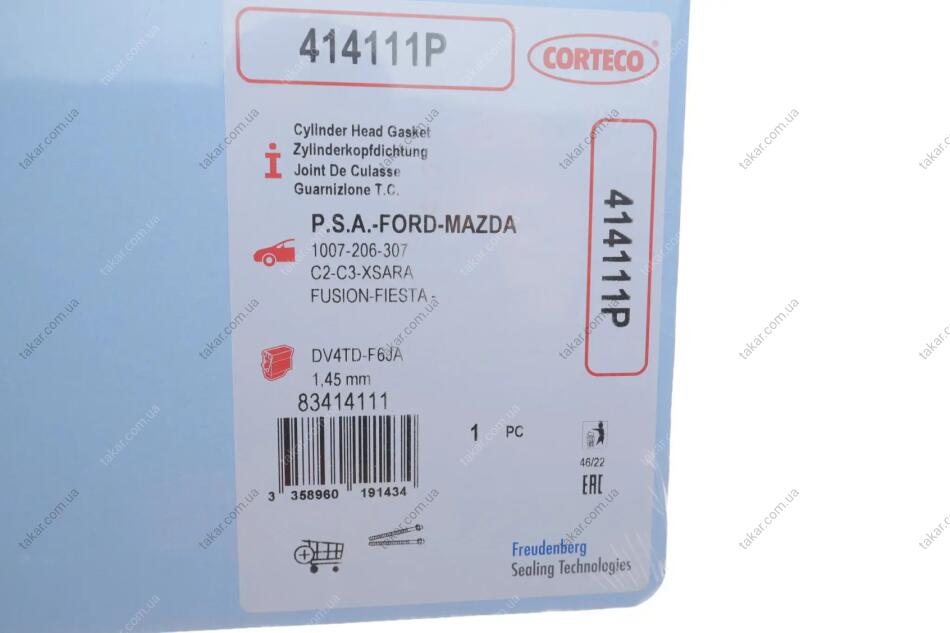 414111P
CORTECO®
Cylinder Head Gasket
Zylinderkopfdichtung
Joint De Culasse
Guarnizione T.C.
P.S.A.-FORD-MAZDA
1007-206-307
C2-C3-XSARA
FUSION-FIESTA -
414111P
DV4TD-F6JA
1,45 mm
83414111
1 PC
3 358960 191434
46/22
EAC
Freudenberg
Sealing Technologies
takar.com.ua